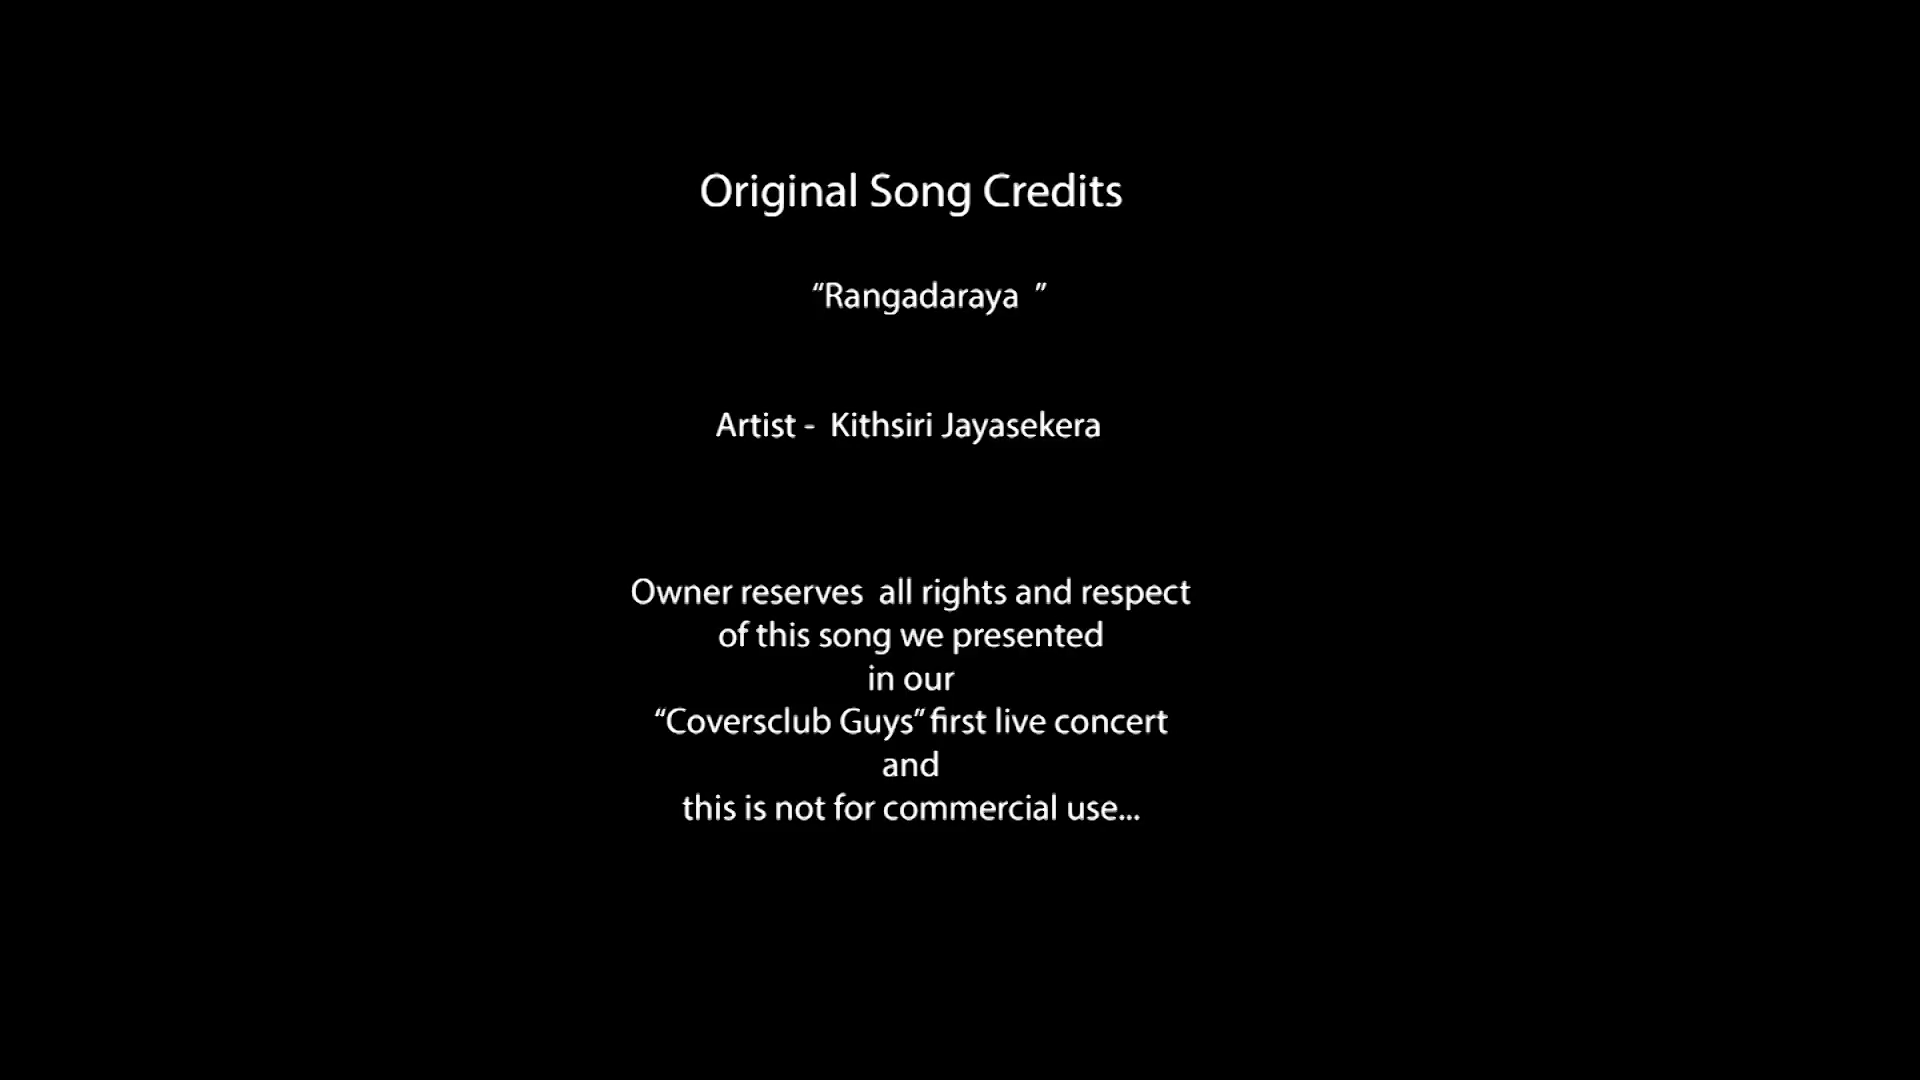 Original Song Credits
“Rangadaraya  ”
Artist -  Kithsiri Jayasekera
Owner reserves  all rights and respect
of this song we presented
in our
“Coversclub Guys” first live concert
and
this is not for commercial use...